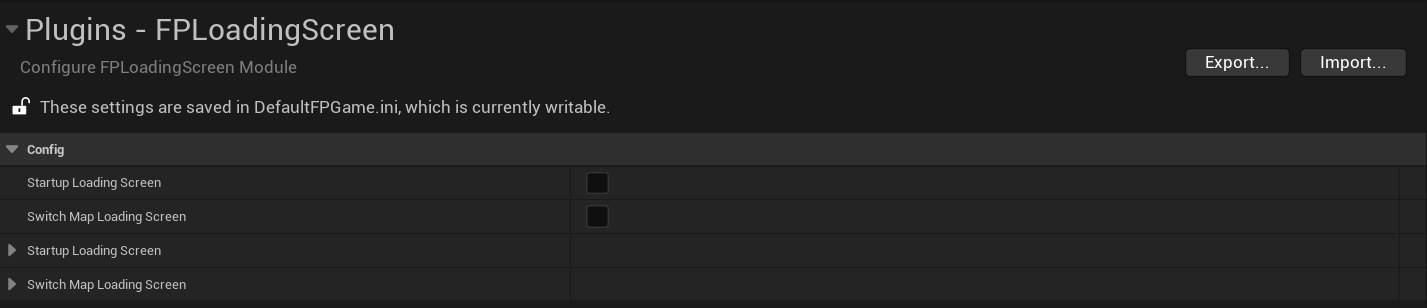 Plugins - FPLoadingScreen
Configure FPLoadingScreen Module
Export...
Import...
These settings are saved in DefaultFPGame.ini, which is currently writable.
Config
Startup Loading Screen
Switch Map Loading Screen
Startup Loading Screen
Switch Map Loading Screen